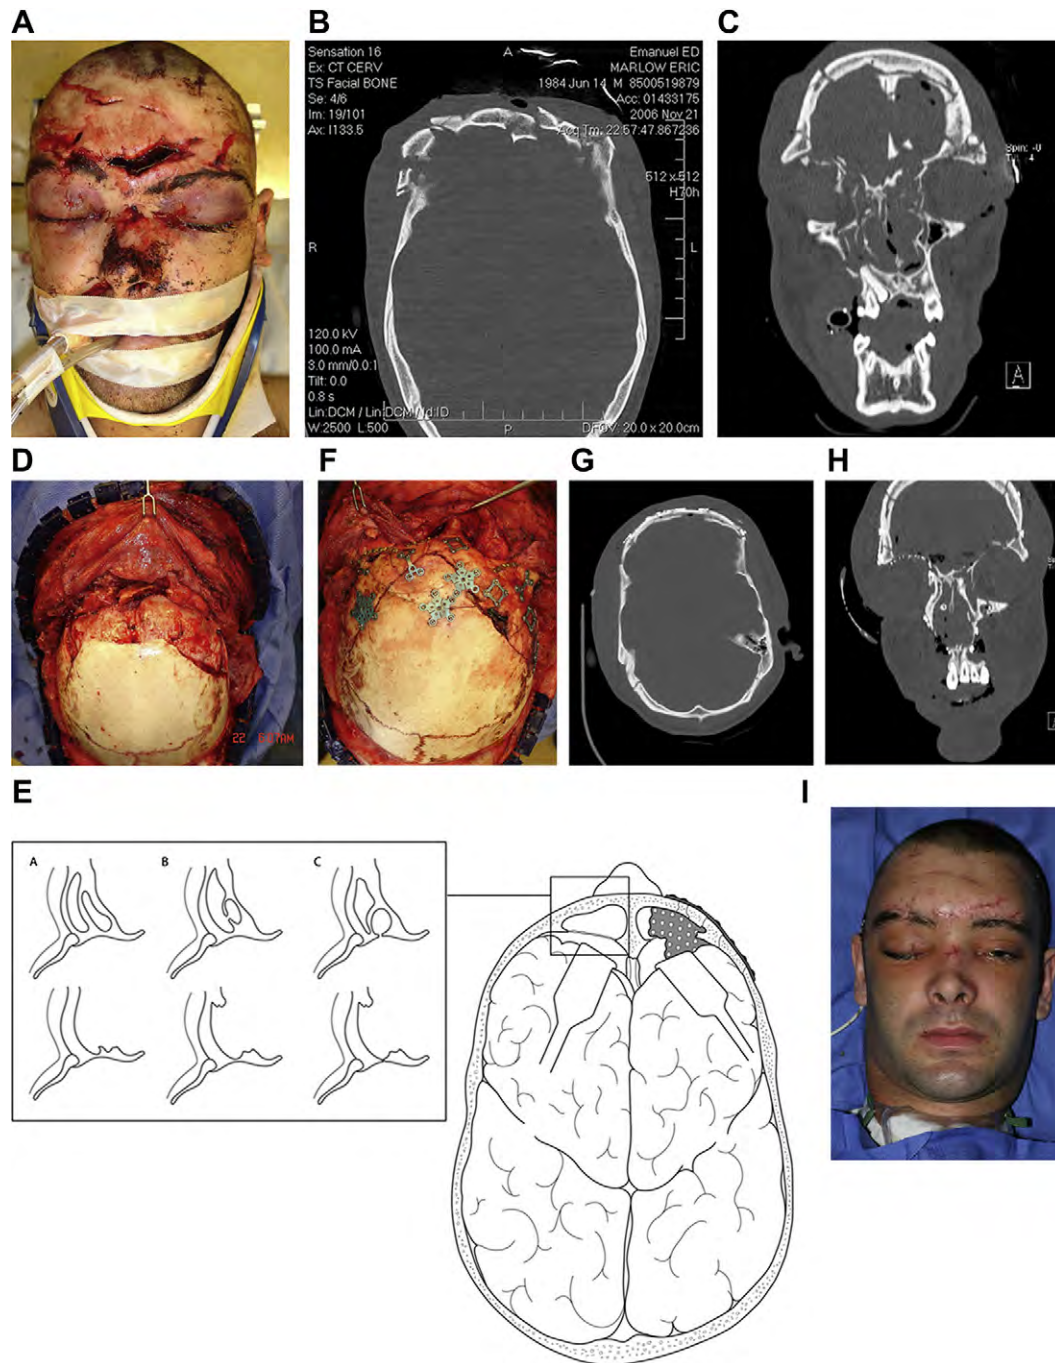 A
B
C
Sensation 16
Ex: CT CERV
TS Facial BONE
Se: 4/6
Im: 19/101
Ax: I133.5
A
Emanuel ED
MARLOW ERIC
1984 Jun 14 M 8500519879
Acc: 01433175
2006 Nov 21
Acq Tm: 22:57:47.867236
512 x 512
H70h
R
L
120.0 kV
100.0 mA
3.0 mm/0.0:1
Tilt: 0.0
0.8 s
Lin:DCM / Lin:DCM / Id:ID
W:2500 L:500
P
DFOV: 20.0 x 20.0cm
Spin: -0
A
D
F
G
H
22
E
I
A
B
C